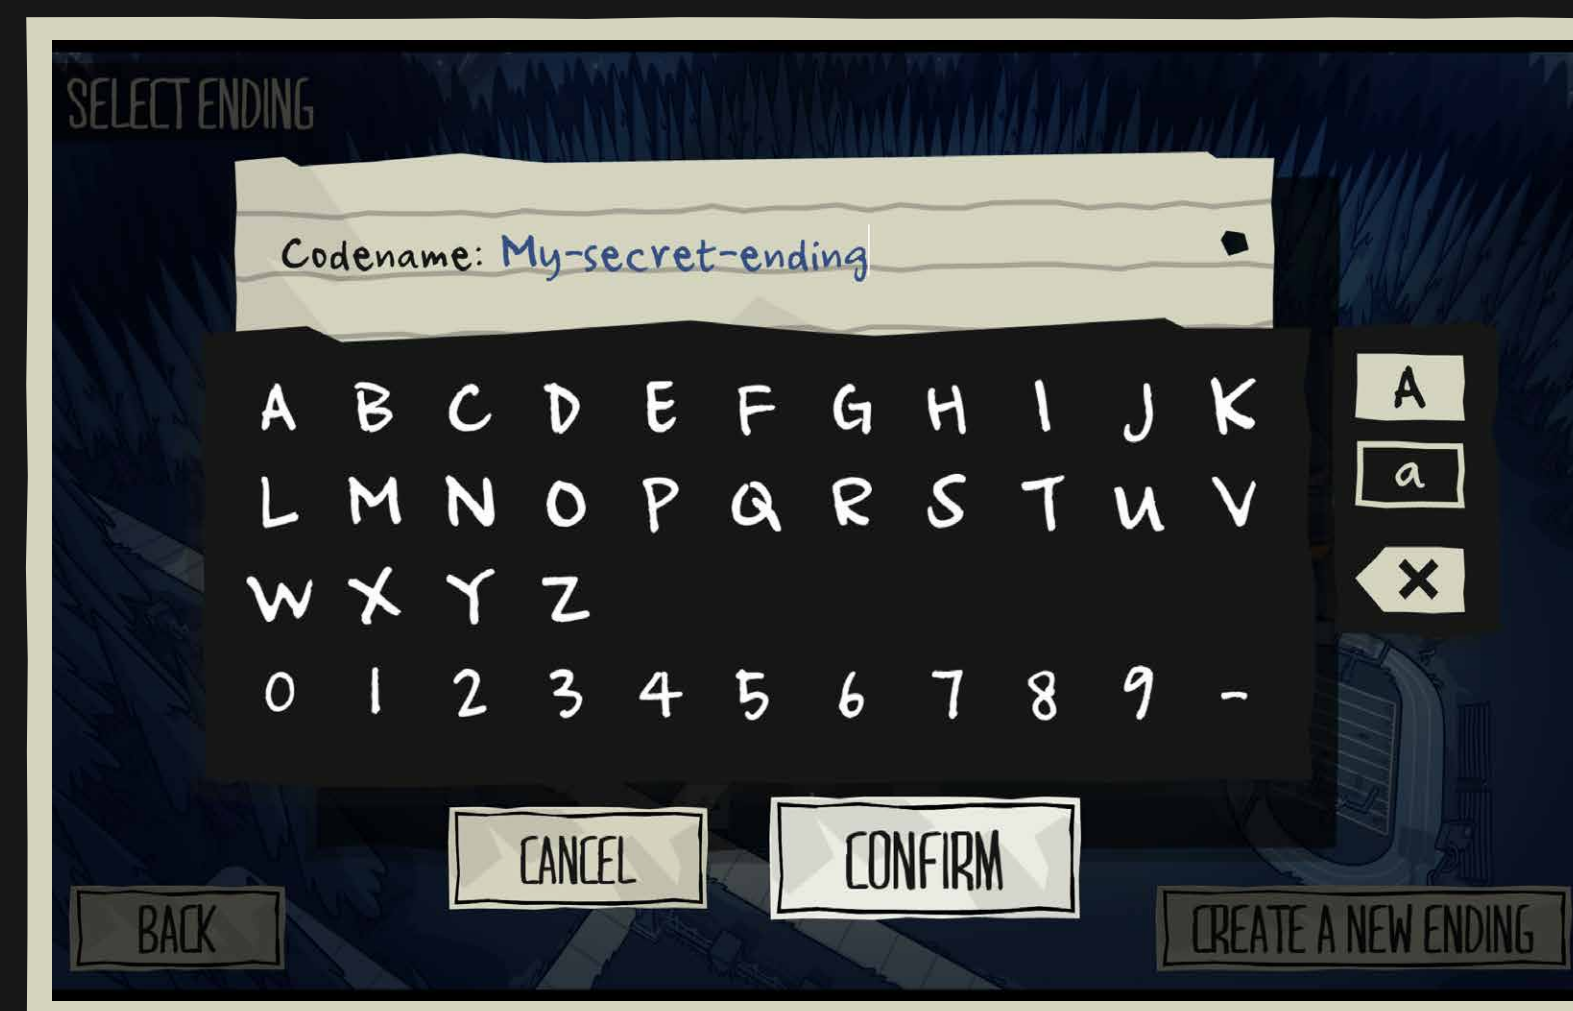 SELECT ENDING
Codename: My-secret-ending
A B C D E F G H I J K
A
L M N O P Q R S T U V
a
W X Y Z
0 1 2 3 4 5 6 7 8 9 -
CANCEL
CONFIRM
BACK
CREATE A NEW ENDING